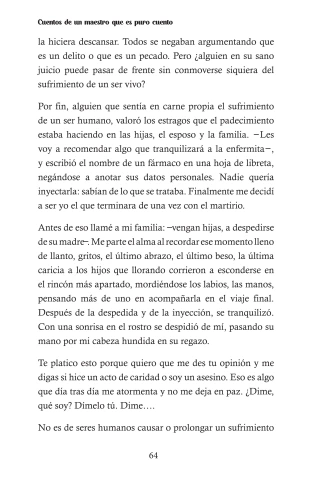 Cuentos de un maestro que es puro cuento
la hiciera descansar. Todos se negaban argumentando que
es un delito o que es un pecado. Pero ¿alguien en su sano
juicio puede pasar de frente sin conmoverse siquiera del
sufrimiento de un ser vivo?
Por fin, alguien que sentía en carne propia el sufrimiento
de un ser humano, valoró los estragos que el padecimiento
estaba haciendo en las hijas, el esposo y la familia. −Les
voy a recomendar algo que tranquilizará a la enfermita−,
y escribió el nombre de un fármaco en una hoja de libreta,
negándose a anotar sus datos personales. Nadie quería
inyectarla: sabían de lo que se trataba. Finalmente me decidí
a ser yo el que terminara de una vez con el martirio.
Antes de eso llamé a mi familia: −vengan hijas, a despedirse
de su madre−. Me parte el alma al recordar ese momento lleno
de llanto, gritos, el último abrazo, el último beso, la última
caricia a los hijos que llorando corrieron a esconderse en
el rincón más apartado, mordiéndose los labios, las manos,
pensando más de uno en acompañarla en el viaje final.
Después de la despedida y de la inyección, se tranquilizó.
Con una sonrisa en el rostro se despidió de mí, pasando su
mano por mi cabeza hundida en su regazo.
Te platico esto porque quiero que me des tu opinión y me
digas si hice un acto de caridad o soy un asesino. Eso es algo
que día tras día me atormenta y no me deja en paz. ¿Dime,
qué soy? Dímelo tú. Dime….
No es de seres humanos causar o prolongar un sufrimiento
64